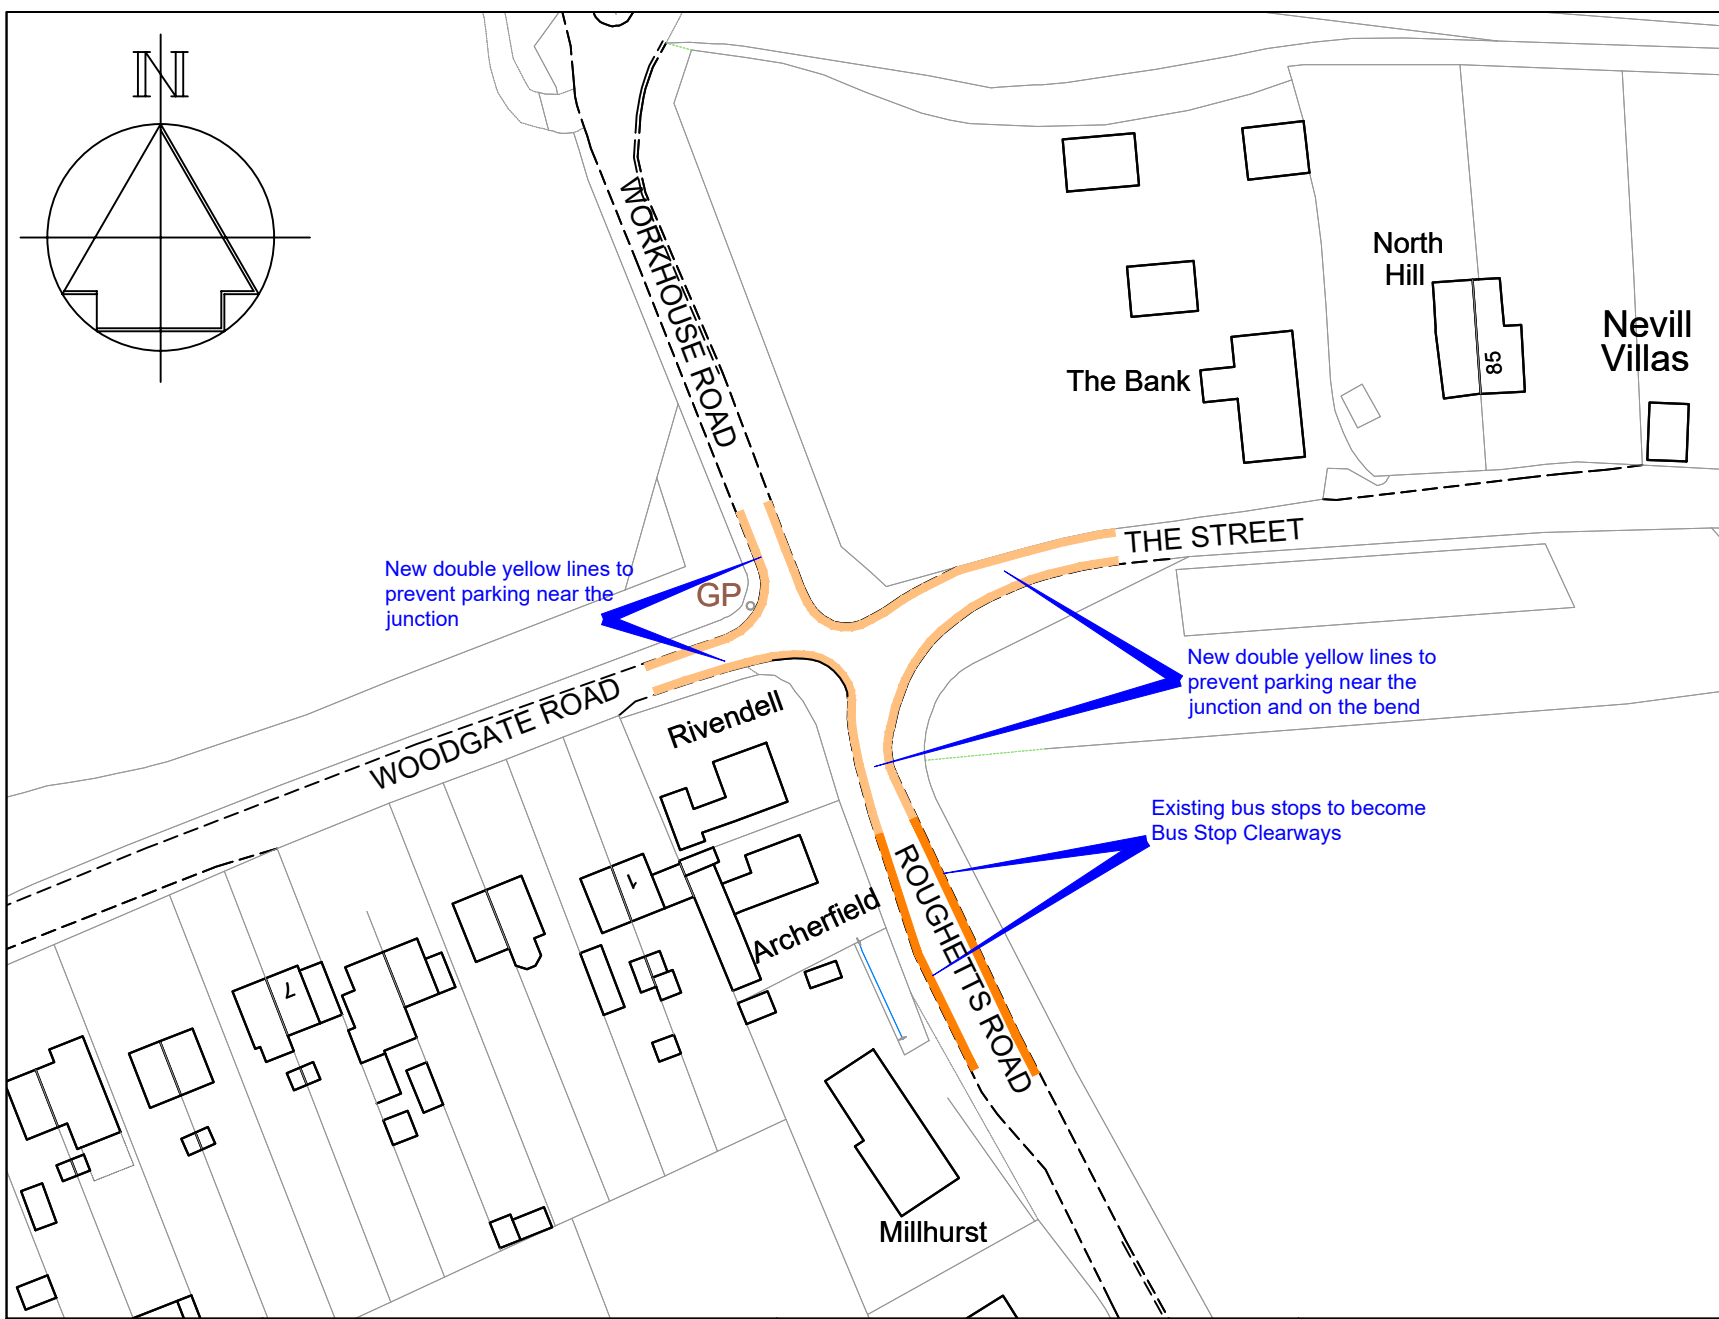 N
WORKHOUSE ROAD
North
Hill
Nevill
Villas
85
The Bank
THE STREET
New double yellow lines to
prevent parking near the
junction
GP
New double yellow lines to
prevent parking near the
junction and on the bend
WOODGATE ROAD
Rivendell
Existing bus stops to become
Bus Stop Clearways
ROUGHETTS ROAD
1
Archerfield
7
Millhurst